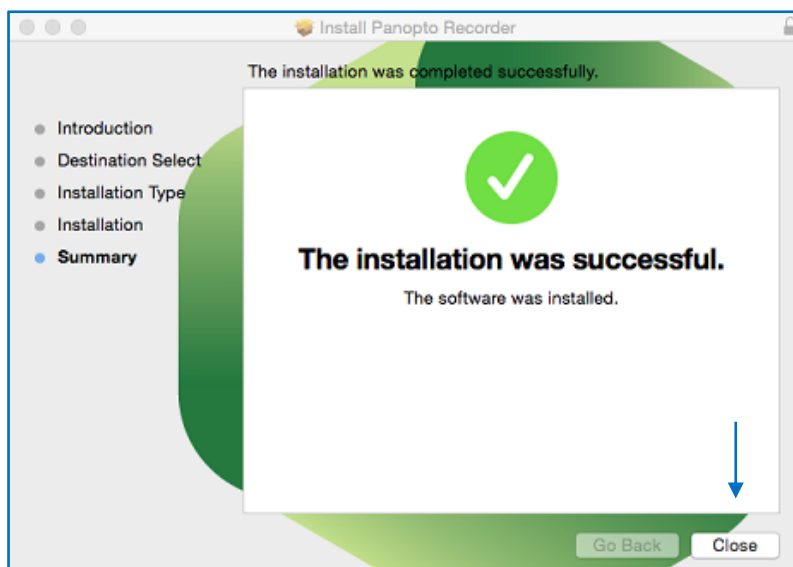 Install Panopto Recorder
The installation was completed successfully.
Introduction
Destination Select
Installation Type
Installation
Summary
The installation was successful.
The software was installed.
Go Back
Close